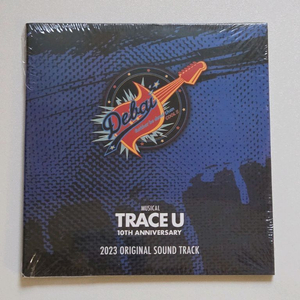 Debai
MUSICAL
TRACE U
10TH ANNIVERSARY
2023 ORIGINAL SOUND TRACK